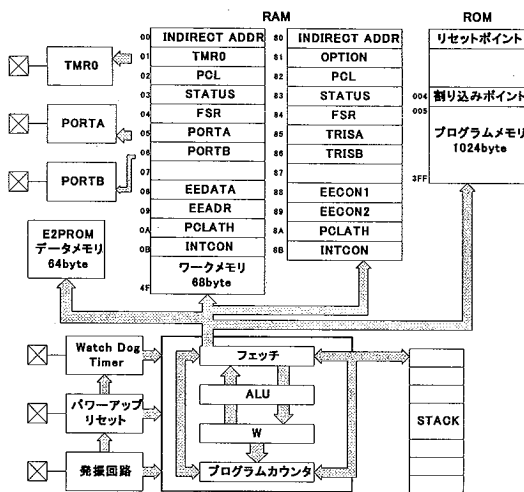 RAM
ROM
00 INDIRECT ADDR
01 TMR0
02 PCL
03 STATUS
04 FSR
05 PORTA
06 PORTB
07
08 EEDATA
09 EEADR
0A PCLATH
0B INTCON
ワークメモリ
68byte
4F
80 INDIRECT ADDR
81 OPTION
82 PCL
83 STATUS
84 FSR
85 TRISA
86 TRISB
87
88 EECON1
89 EECON2
8A PCLATH
8B INTCON
リセットポイント
004 割り込みポイント
005
プログラムメモリ
1024byte
3FF
TMR0
PORTA
PORTB
E2PROM
データメモリ
64byte
Watch Dog
Timer
パワーアップ
リセット
発振回路
フェッチ
ALU
W
プログラムカウンタ
STACK